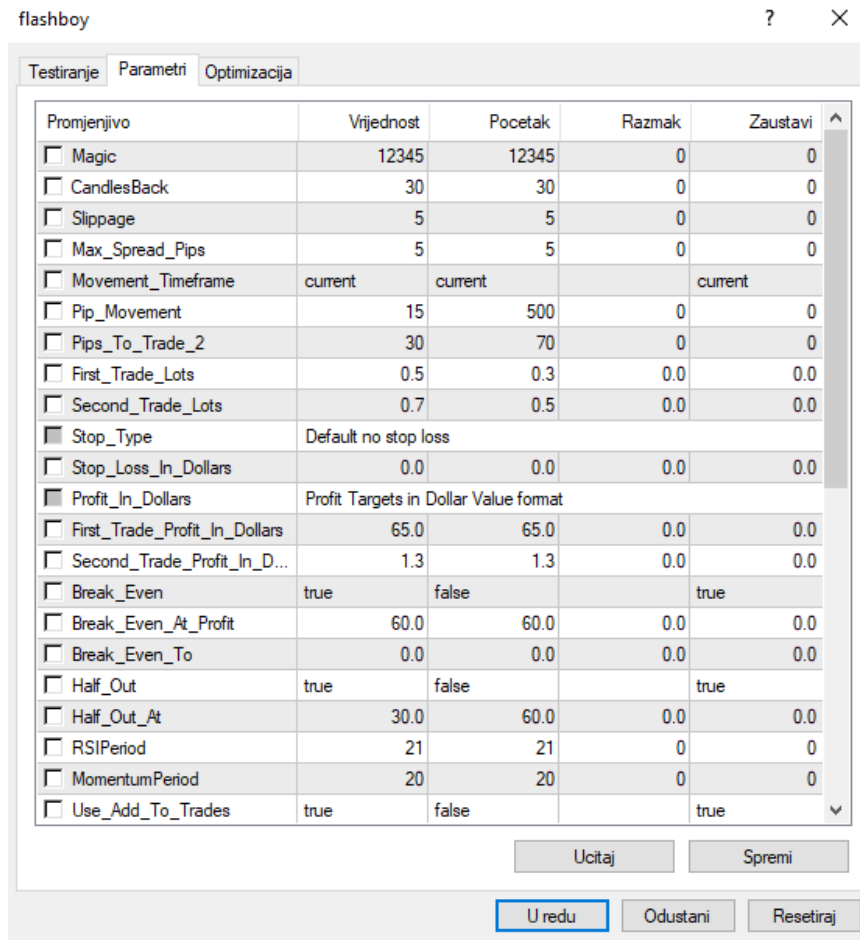 flashboy ? ×
Testiranje Parametri Optimizacija
Promjenjivo Vrijednost Pocetak Razmak Zaustavi
Magic 12345 12345 0 0
CandlesBack 30 30 0 0
Slippage 5 5 0 0
Max_Spread_Pips 5 5 0 0
Movement_Timeframe current current current
Pip_Movement 15 500 0 0
Pips_To_Trade_2 30 70 0 0
First_Trade_Lots 0.5 0.3 0.0 0.0
Second_Trade_Lots 0.7 0.5 0.0 0.0
Stop_Type Default no stop loss
Stop_Loss_In_Dollars 0.0 0.0 0.0 0.0
Profit_In_Dollars Profit Targets in Dollar Value format
First_Trade_Profit_In_Dollars 65.0 65.0 0.0 0.0
Second_Trade_Profit_In_D... 1.3 1.3 0.0 0.0
Break_Even true false true
Break_Even_At_Profit 60.0 60.0 0.0 0.0
Break_Even_To 0.0 0.0 0.0 0.0
Half_Out true false true
Half_Out_At 30.0 60.0 0.0 0.0
RSIPeriod 21 21 0 0
MomentumPeriod 20 20 0 0
Use_Add_To_Trades true false true
Ucitaj Spremi
U redu Odustani Resetiraj